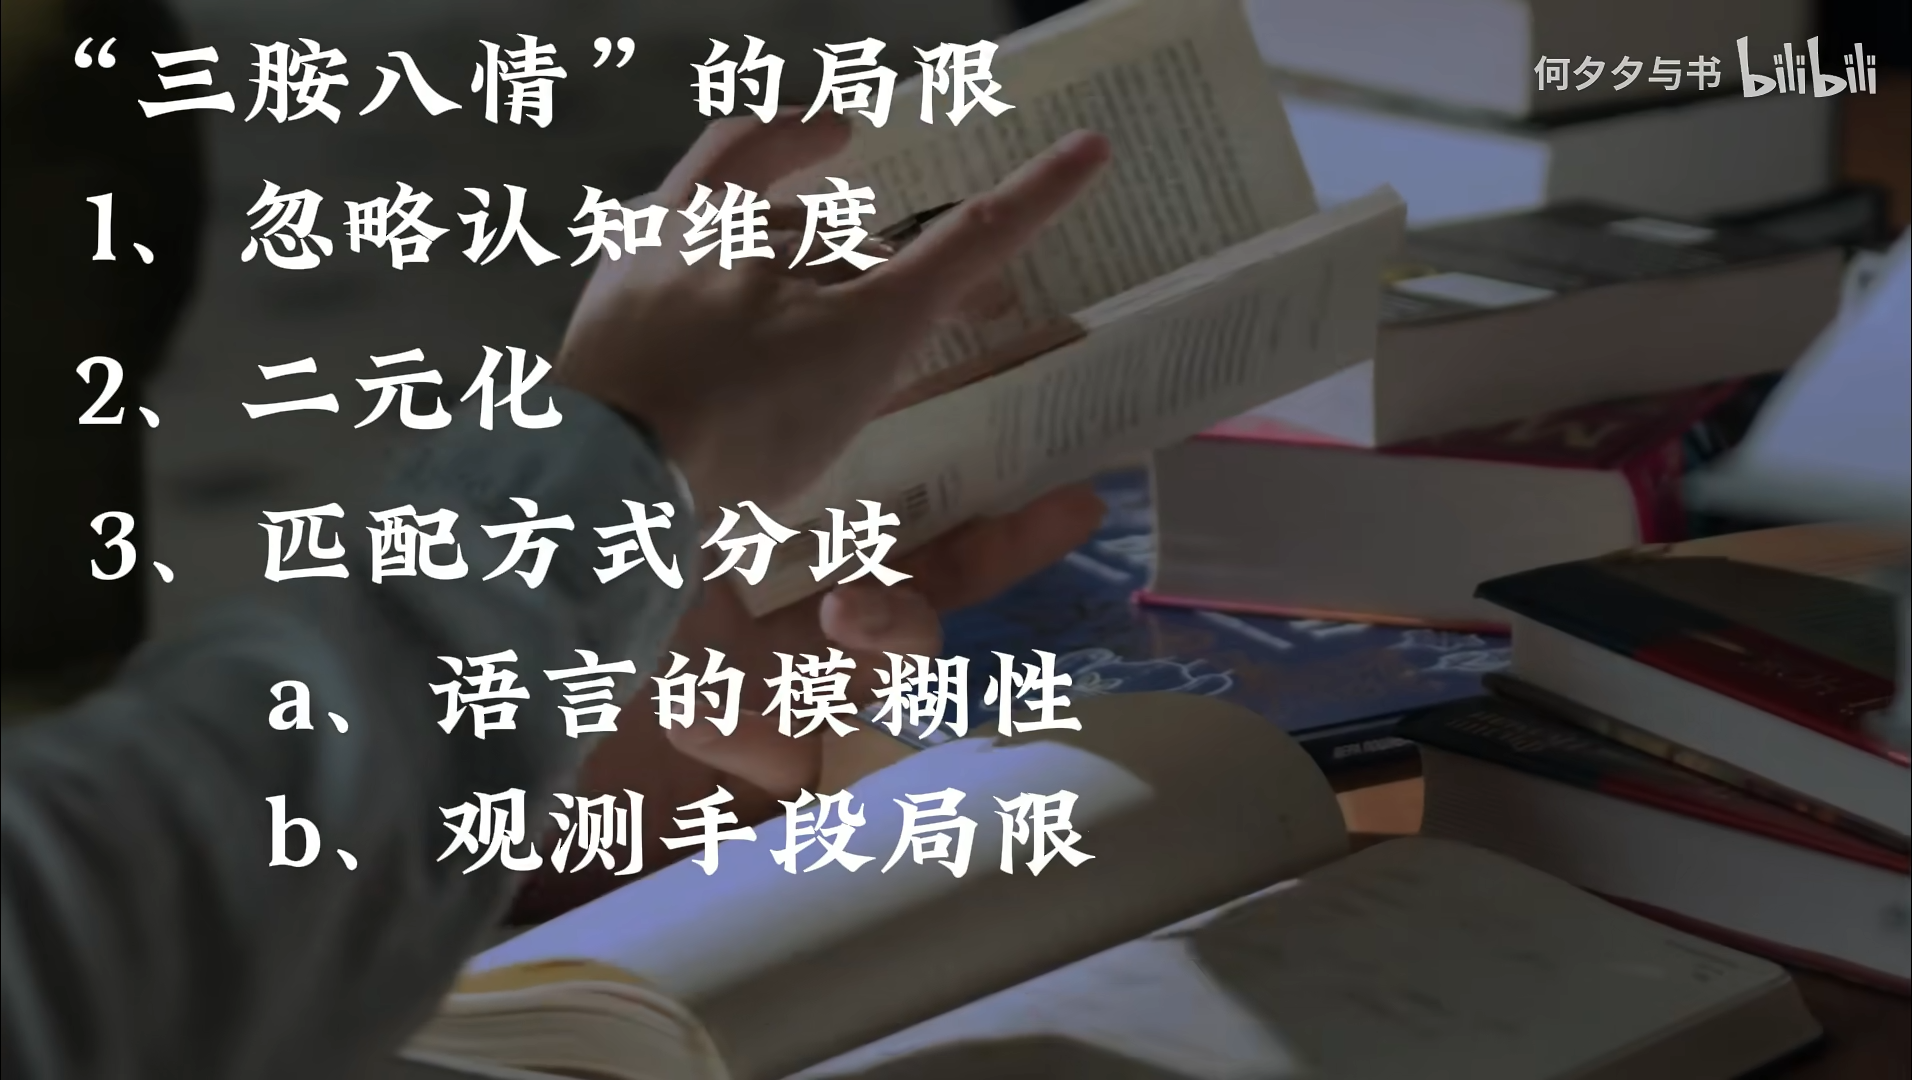 “三胺八情”的局限
何夕夕与书 bilibili
1、忽略认知维度
2、二元化
3、匹配方式分歧
a、语言的模糊性
b、观测手段局限